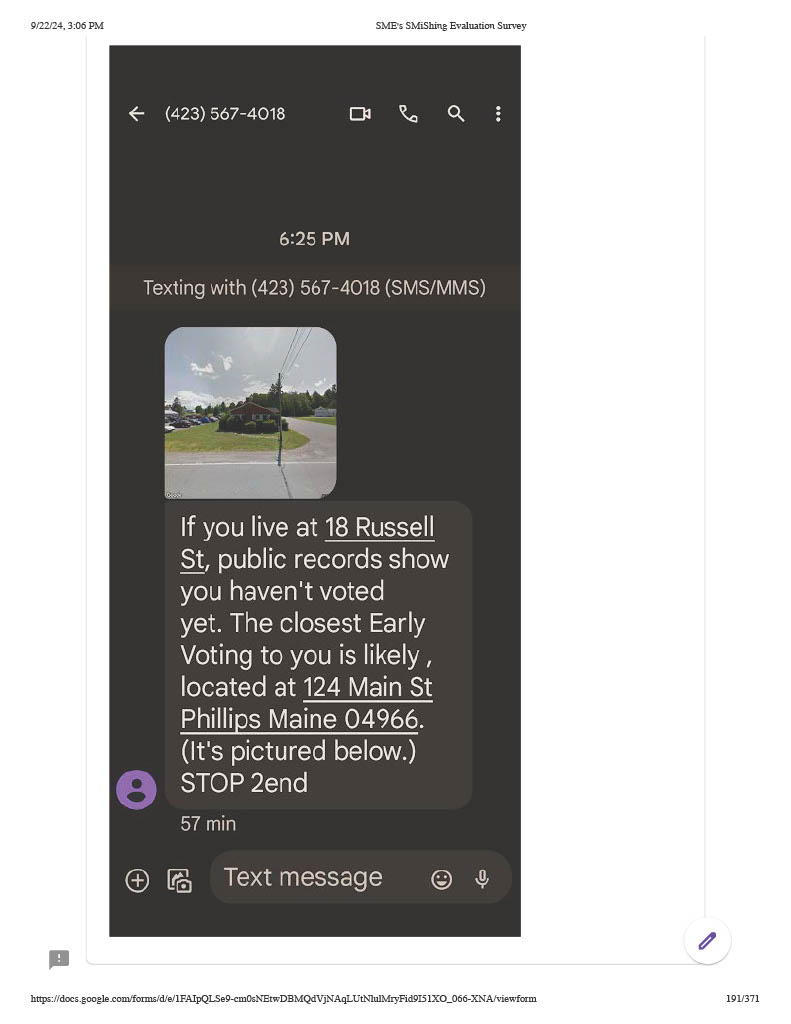 9/22/24, 3:06 PM SME's SMiShing Evaluation Survey
(423) 567-4018
6:25 PM
Texting with (423) 567-4018 (SMS/MMS)
Google
If you live at 18 Russell
St, public records show
you haven't voted
yet. The closest Early
Voting to you is likely ,
located at 124 Main St
Phillips Maine 04966.
(It's pictured below.)
STOP 2end
57 min
Text message
https://docs.google.com/forms/d/e/1FAIpQLSe9-cm0sNEtwDBMQdVjNAqLUtNlulMryFid9I51XO_066-XNA/viewform 191/371